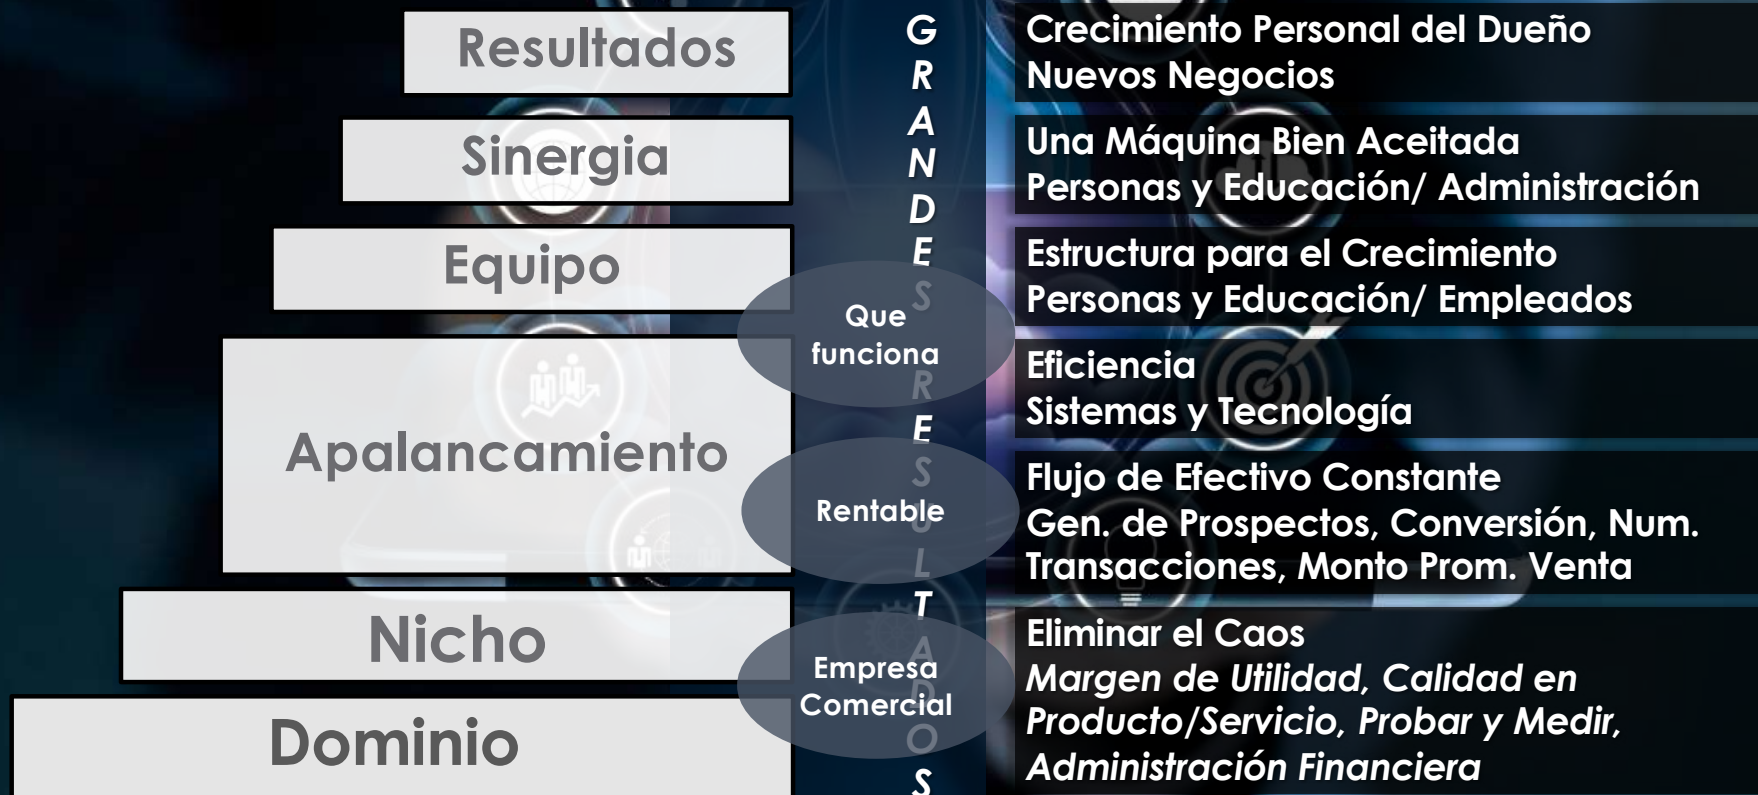 Resultados
Sinergia
Equipo
Apalancamiento
Nicho
Dominio
GRANDES RESULTADOS
Que
funciona
Rentable
Empresa
Comercial
Crecimiento Personal del Dueño
Nuevos Negocios
Una Máquina Bien Aceitada
Personas y Educación/ Administración
Estructura para el Crecimiento
Personas y Educación/ Empleados
Eficiencia
Sistemas y Tecnología
Flujo de Efectivo Constante
Gen. de Prospectos, Conversión, Num.
Transacciones, Monto Prom. Venta
Eliminar el Caos
Margen de Utilidad, Calidad en
Producto/Servicio, Probar y Medir,
Administración Financiera